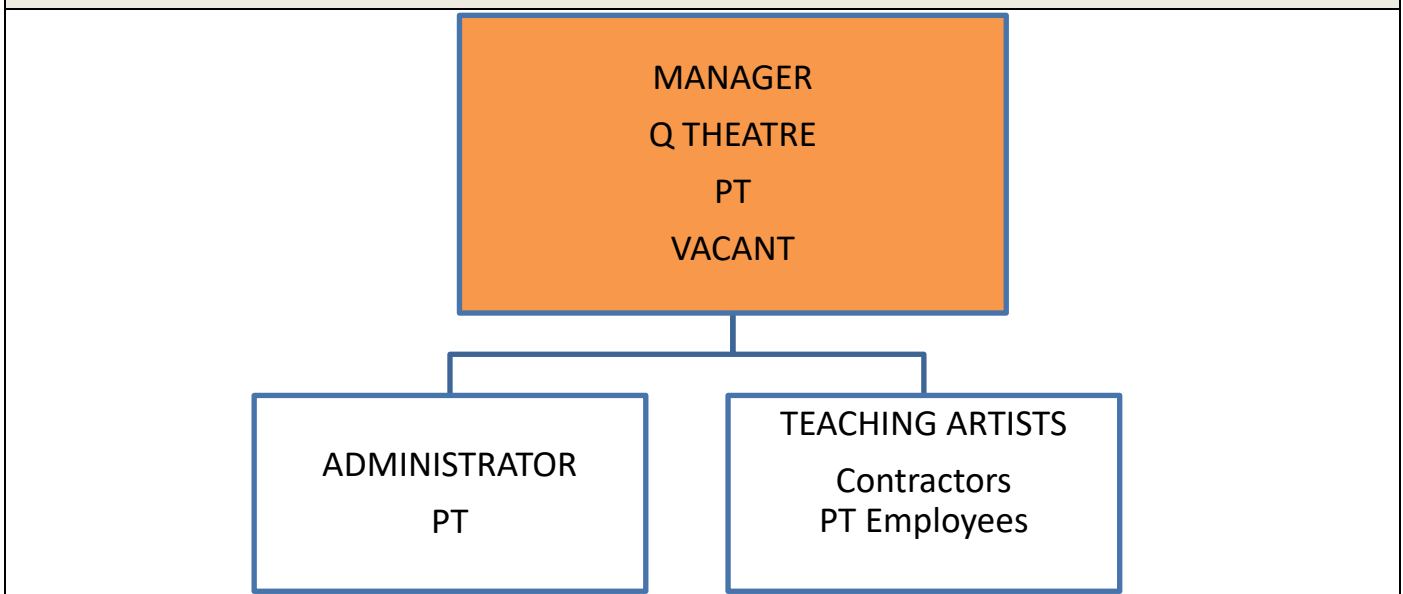 MANAGER
Q THEATRE
PT
VACANT
ADMINISTRATOR
PT
TEACHING ARTISTS
Contractors
PT Employees